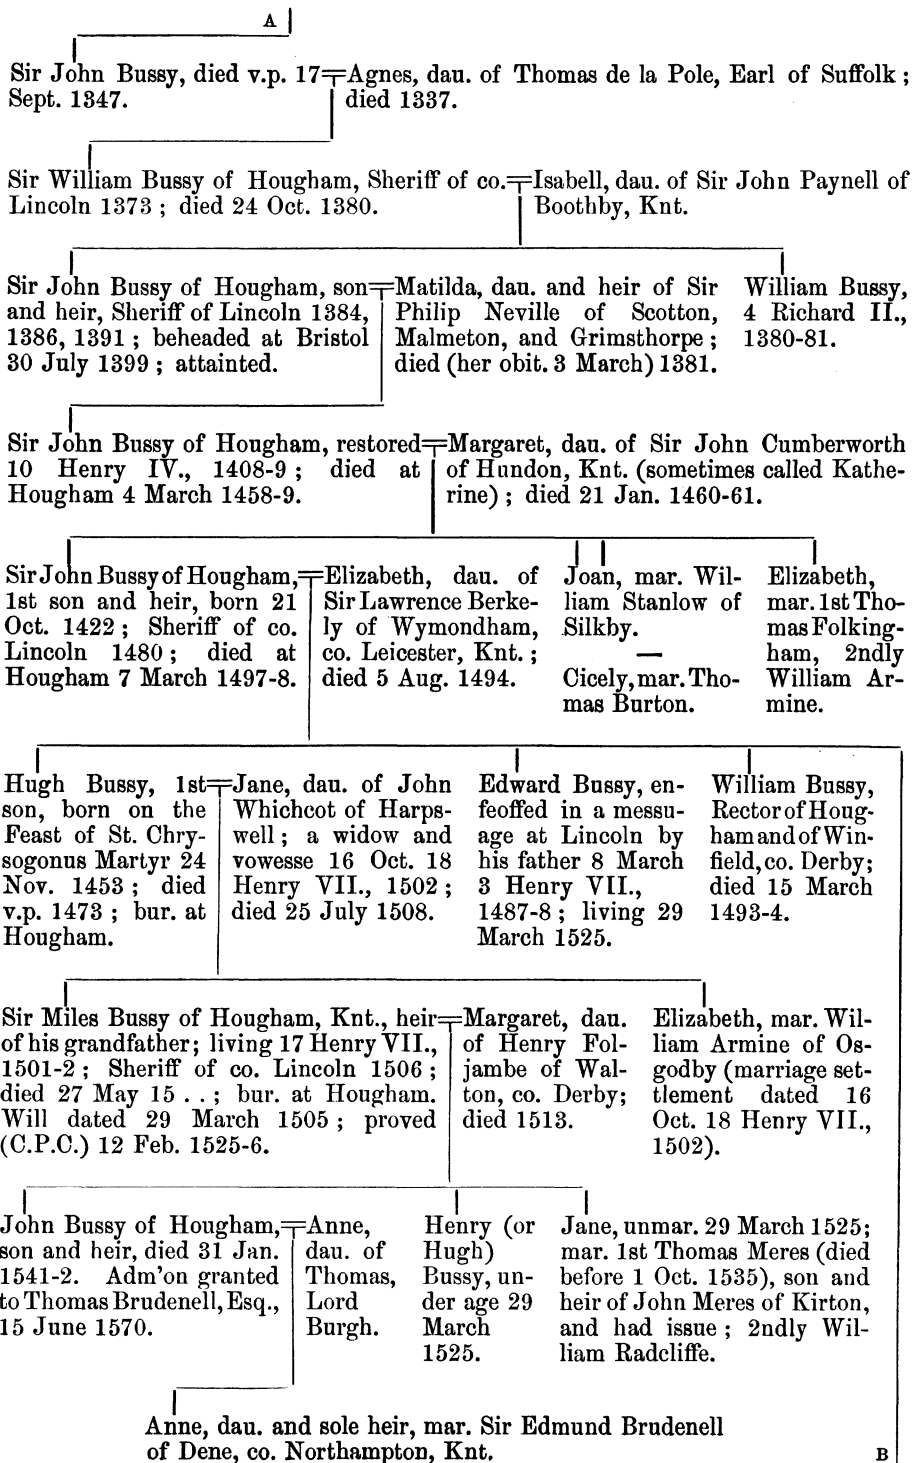 A
Sir John Bussy, died v.p. 17
Sept. 1347.
Agnes, dau. of Thomas de la Pole, Earl of Suffolk ;
died 1337.
Sir William Bussy of Hougham, Sheriff of co.
Lincoln 1373 ; died 24 Oct. 1380.
Isabell, dau. of Sir John Paynell of
Boothby, Knt.
Sir John Bussy of Hougham, son
and heir, Sheriff of Lincoln 1384,
1386, 1391 ; beheaded at Bristol
30 July 1399 ; attainted.
Matilda, dau. and heir of Sir
Philip Neville of Scotton,
Malmeton, and Grimsthorpe ;
died (her obit. 3 March) 1381.
William Bussy,
4 Richard II.,
1380-81.
Sir John Bussy of Hougham, restored
10 Henry IV., 1408-9 ; died at
Hougham 4 March 1458-9.
Margaret, dau. of Sir John Cumberworth
of Hundon, Knt. (sometimes called Kathe-
rine) ; died 21 Jan. 1460-61.
Sir John Bussy of Hougham,
1st son and heir, born 21
Oct. 1422 ; Sheriff of co.
Lincoln 1480 ; died at
Hougham 7 March 1497-8.
Elizabeth, dau. of
Sir Lawrence Berke-
ly of Wymondham,
co. Leicester, Knt. ;
died 5 Aug. 1494.
Joan, mar. Wil-
liam Stanlow of
Silkby.
—
Cicely, mar. Tho-
mas Burton.
Elizabeth,
mar. 1st Tho-
mas Folking-
ham, 2ndly
William Ar-
mine.
Hugh Bussy, 1st
son, born on the
Feast of St. Chry-
sogonus Martyr 24
Nov. 1453 ; died
v.p. 1473 ; bur. at
Hougham.
Jane, dau. of John
Whichcot of Harps-
well ; a widow and
vowesse 16 Oct. 18
Henry VII., 1502 ;
died 25 July 1508.
Edward Bussy, en-
feoffed in a messu-
age at Lincoln by
his father 8 March
3 Henry VII.,
1487-8 ; living 29
March 1525.
William Bussy,
Rector of Houg-
ham and of Win-
field, co. Derby;
died 15 March
1493-4.
Sir Miles Bussy of Hougham, Knt., heir
of his grandfather; living 17 Henry VII.,
1501-2 ; Sheriff of co. Lincoln 1506 ;
died 27 May 15 . . ; bur. at Hougham.
Will dated 29 March 1505 ; proved
(C.P.C.) 12 Feb. 1525-6.
Margaret, dau.
of Henry Fol-
jambe of Wal-
ton, co. Derby;
died 1513.
Elizabeth, mar. Wil-
liam Armine of Os-
godby (marriage set-
tlement dated 16
Oct. 18 Henry VII.,
1502).
John Bussy of Hougham,
son and heir, died 31 Jan.
1541-2. Adm'on granted
to Thomas Brudenell, Esq.,
15 June 1570.
Anne,
dau. of
Thomas,
Lord
Burgh.
Henry (or
Hugh)
Bussy, un-
der age 29
March
1525.
Jane, unmar. 29 March 1525;
mar. 1st Thomas Meres (died
before 1 Oct. 1535), son and
heir of John Meres of Kirton,
and had issue ; 2ndly Wil-
liam Radcliffe.
Anne, dau. and sole heir, mar. Sir Edmund Brudenell
of Dene, co. Northampton, Knt.
B